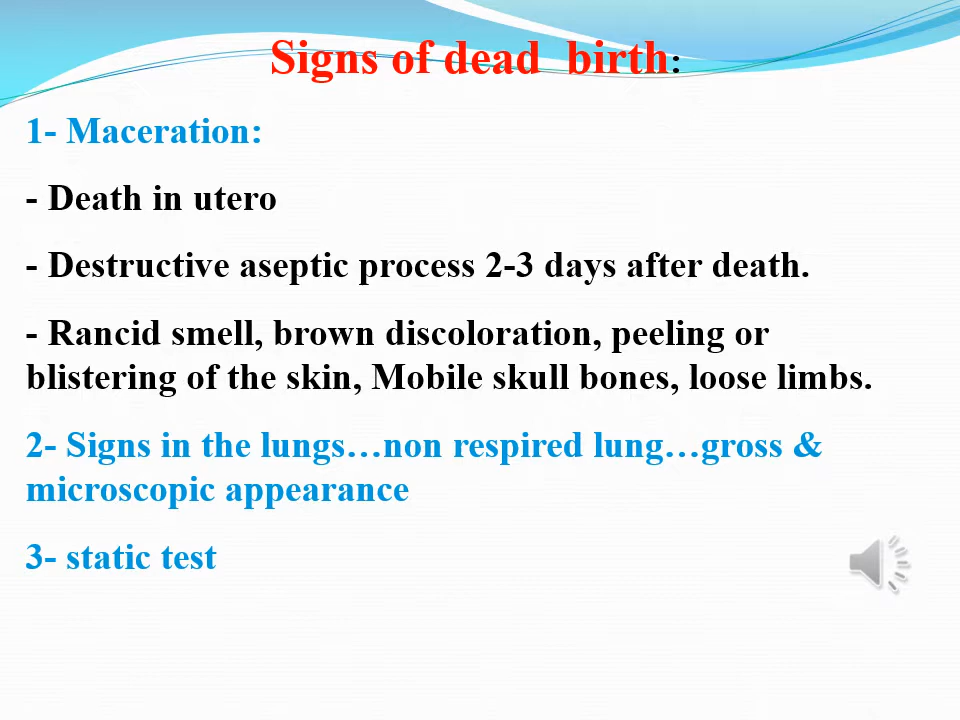 Signs of dead  birth:
1- Maceration:
- Death in utero
- Destructive aseptic process 2-3 days after death.
- Rancid smell, brown discoloration, peeling or
blistering of the skin, Mobile skull bones, loose limbs.
2- Signs in the lungs…non respired lung…gross &
microscopic appearance
3- static test